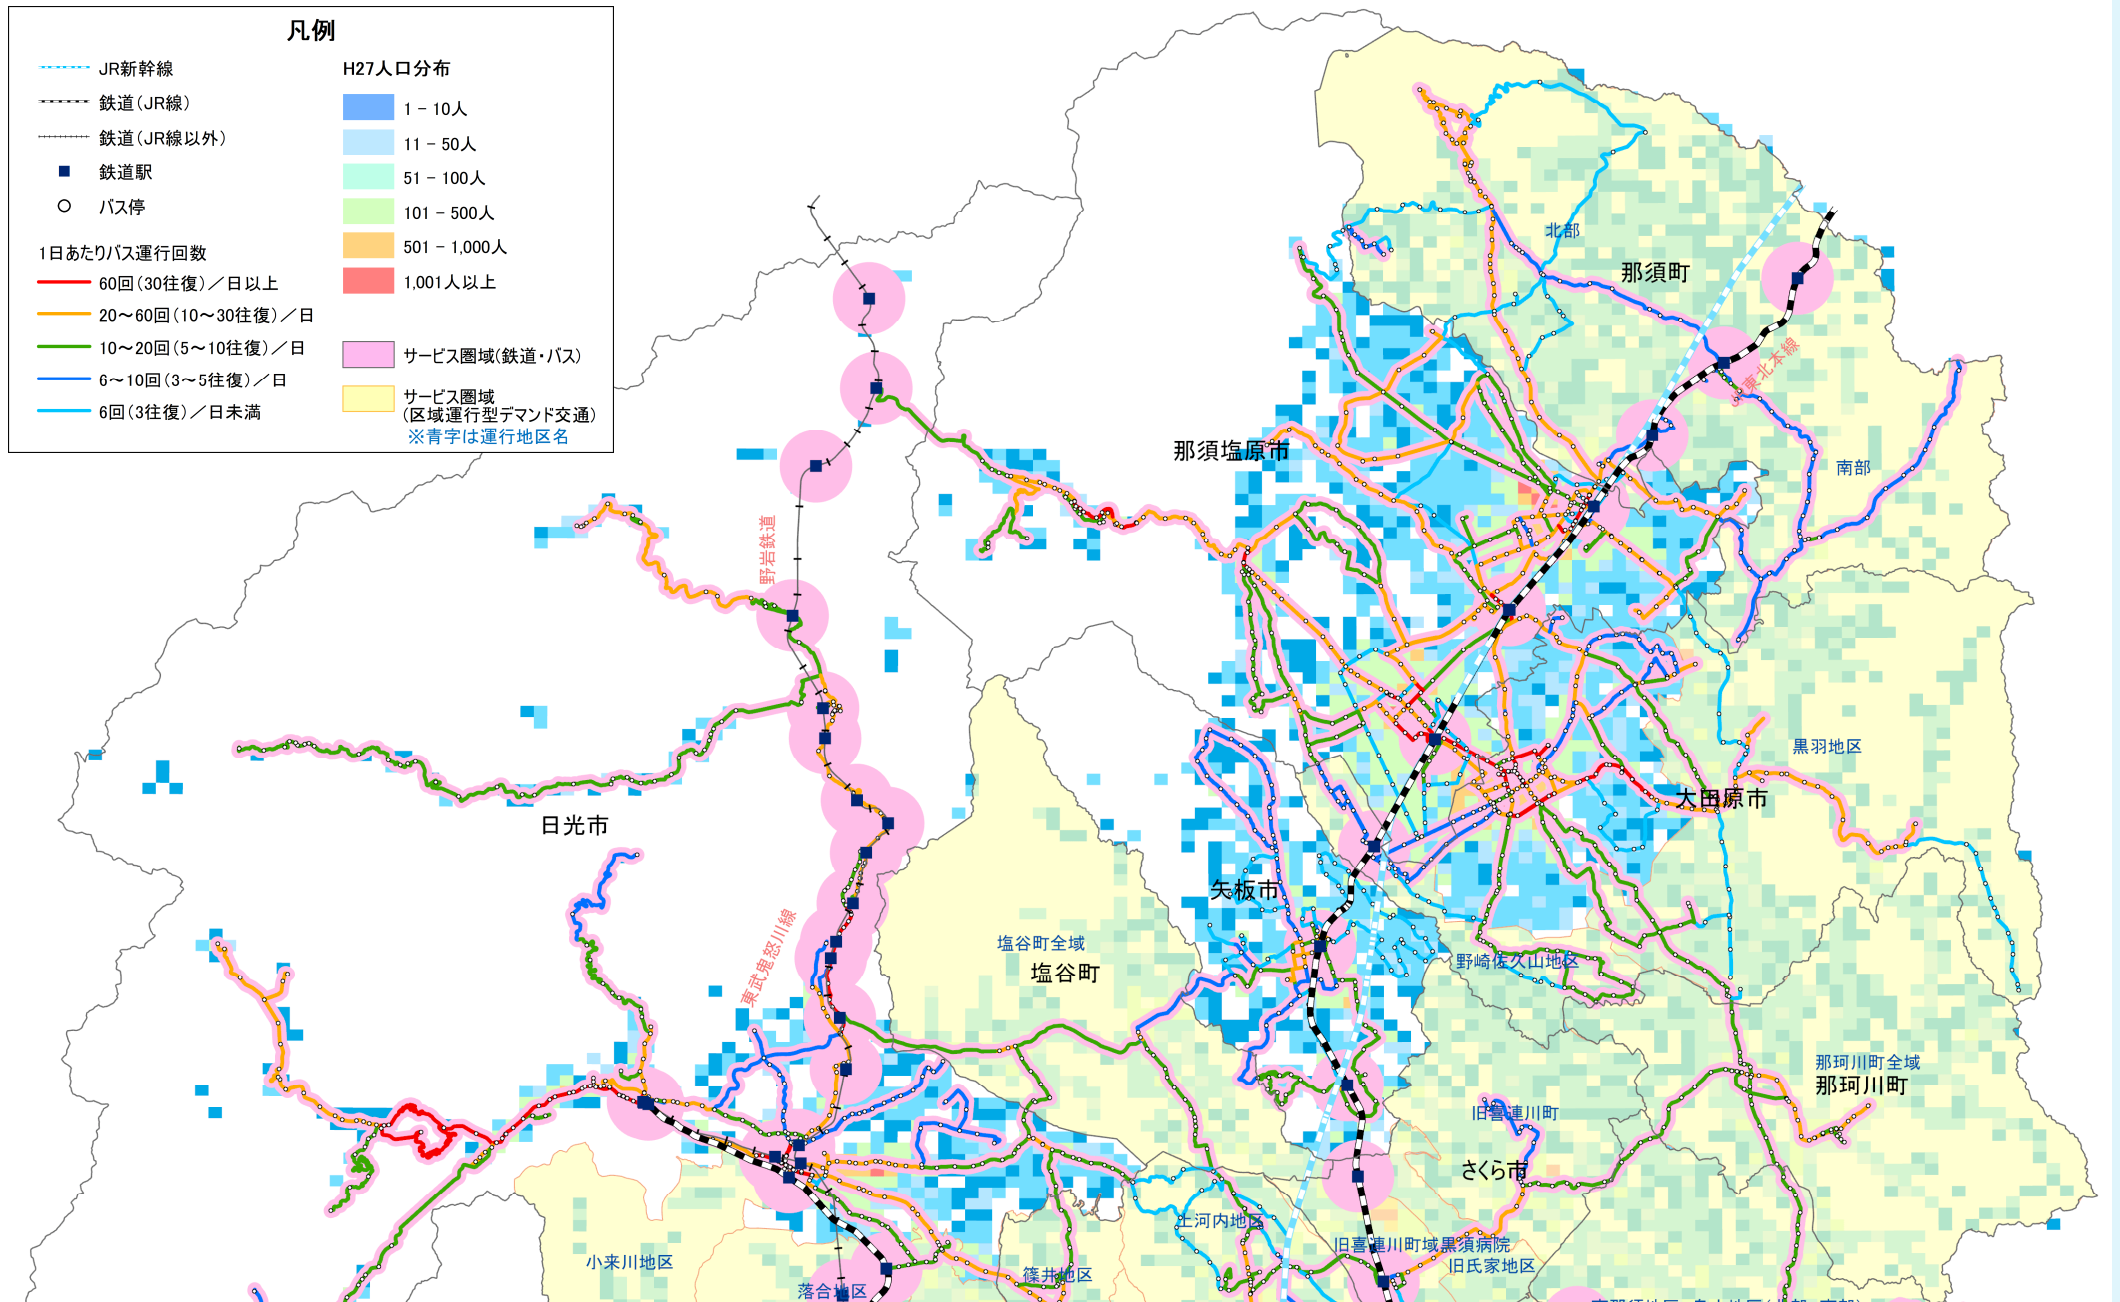 凡例
JR新幹線
鉄道(JR線)
鉄道(JR線以外)
鉄道駅
バス停
1日あたりバス運行回数
60回(30往復)/日以上
20~60回(10~30往復)/日
10~20回(5~10往復)/日
6~10回(3~5往復)/日
6回(3往復)/日未満
H27人口分布
1 - 10人
11 - 50人
51 - 100人
101 - 500人
501 - 1,000人
1,001人以上
サービス圏域(鉄道・バス)
サービス圏域
(区域運行型デマンド交通)
※青字は運行地区名
北部
那須町
東北本線
那須塩原市
南部
野岩鉄道
黒羽地区
大田原市
日光市
矢板市
東武鬼怒川線
塩谷町全域
塩谷町
野崎佐久山地区
那珂川町全域
那珂川町
旧喜連川町
さくら市
上河内地区
旧喜連川町域黒須病院
旧氏家地区
小来川地区
篠井地区
落合地区